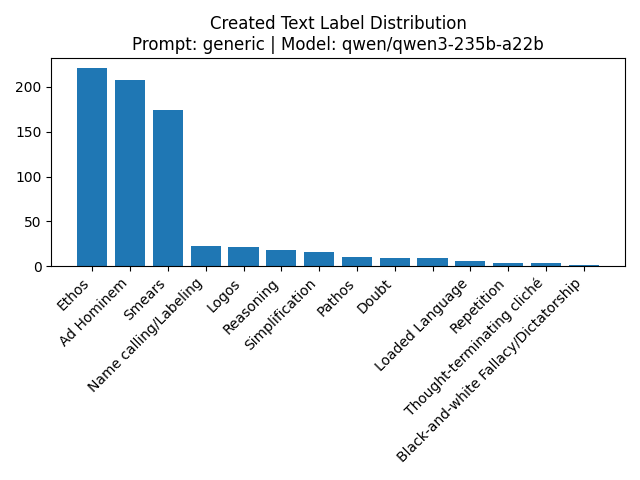 Created Text Label Distribution
Prompt: generic | Model: qwen/qwen3-235b-a22b
200
150
100
50
0
Ethos
Ad Hominem
Smears
Name calling/Labeling
Logos
Reasoning
Simplification
Pathos
Doubt
Loaded Language
Repetition
Thought-terminating cliché
Black-and-white Fallacy/Dictatorship